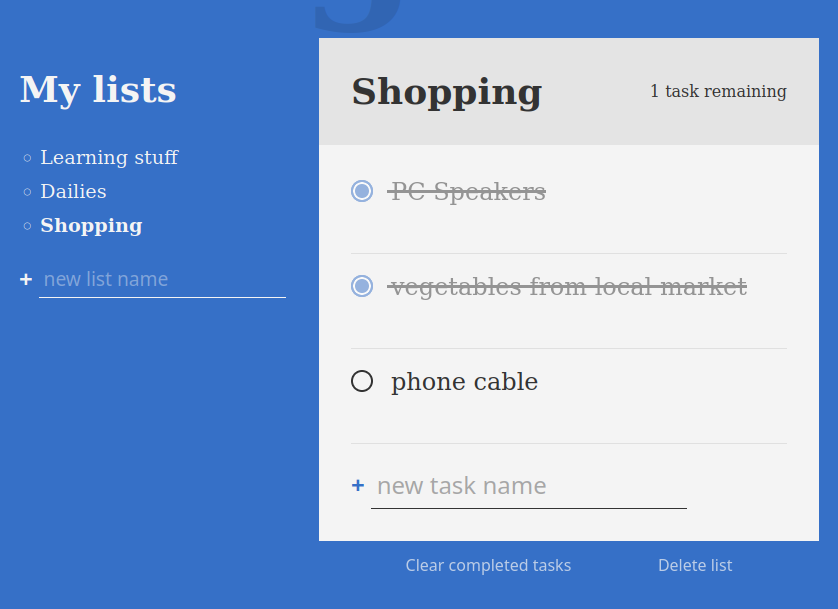 My lists
Learning stuff
Dailies
Shopping
+ new list name
Shopping
1 task remaining
PC Speakers
vegetables from local market
phone cable
+ new task name
Clear completed tasks
Delete list